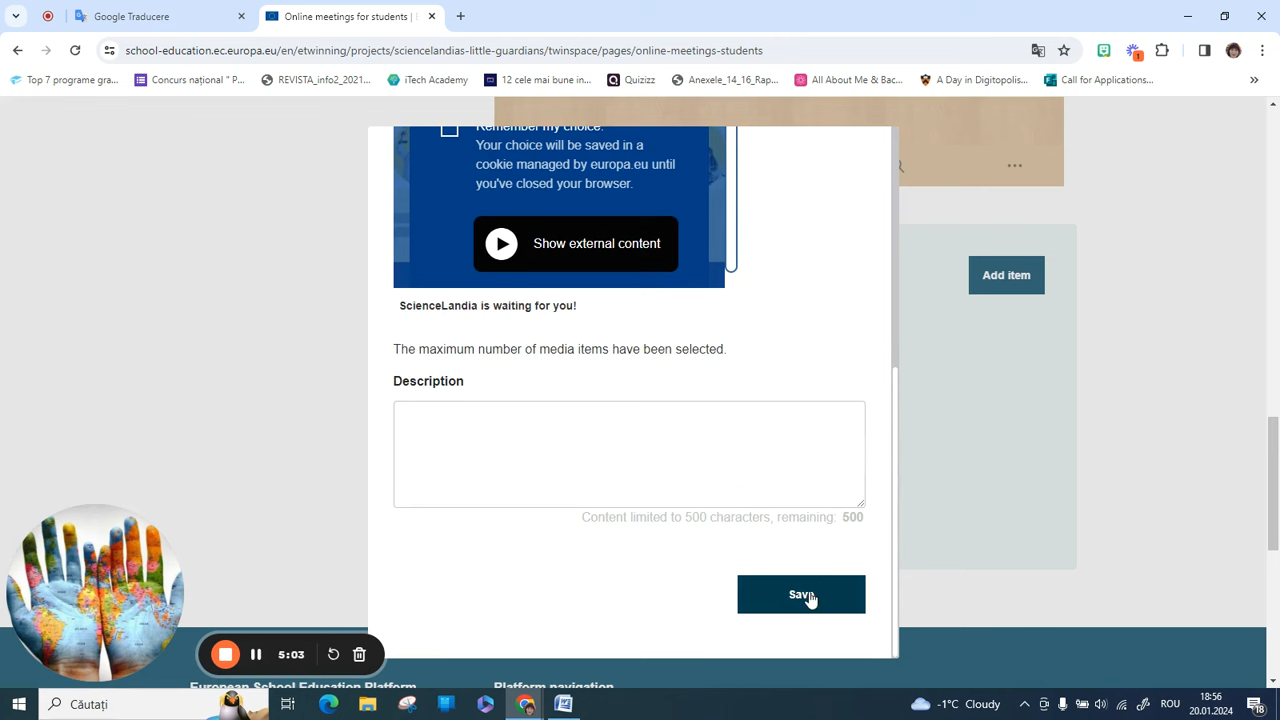 Google Traducere
Online meetings for students |
school-education.ec.europa.eu/en/etwinning/projects/sciencelandias-little-guardians/twinspace/pages/online-meetings-students
1
Top 7 programe gra...
Concurs national " P...
REVISTA_info2_2021...
iTech Academy
12 cele mai bune in...
Quizizz
Anexele_14_16_Rap...
All About Me & Bac...
A Day in Digitopolis...
Call for Applications...
Remember my choice.
Your choice will be saved in a
cookie managed by europa.eu until
you've closed your browser.
Show external content
Add item
ScienceLandia is waiting for you!
The maximum number of media items have been selected.
Description
Content limited to 500 characters, remaining: 500
Save
5:03
European School Education Platform
Platform navigation
Căutați
-1°C Cloudy
ROU
18:56
20.01.2024
18